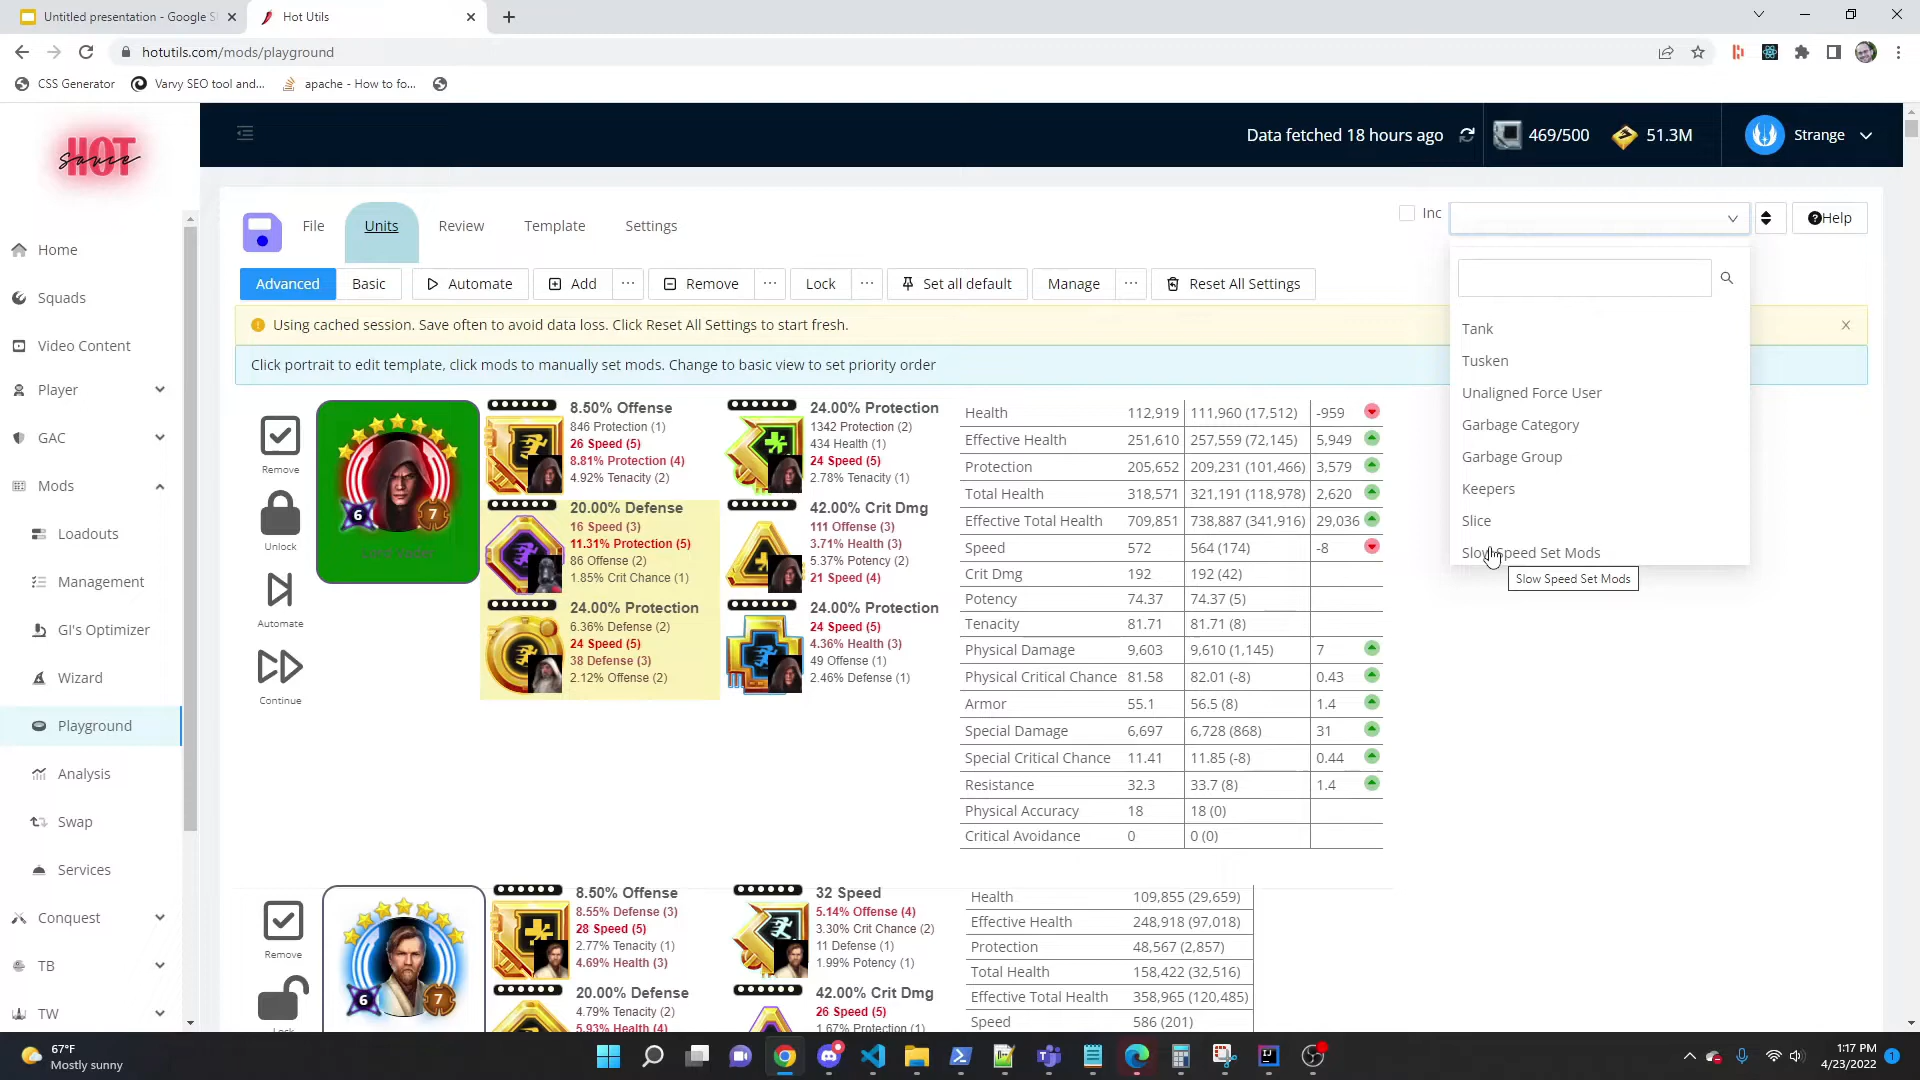 Untitled presentation - Google S
Hot Utils
hotutils.com/mods/playground
CSS Generator
Varvy SEO tool and...
apache - How to fo...
HOT
sauce
Data fetched 18 hours ago
469/500
51.3M
Strange
Home
Squads
Video Content
Player
GAC
Mods
Loadouts
Management
GI's Optimizer
Wizard
Playground
Analysis
Swap
Services
Conquest
TB
TW
File
Units
Review
Template
Settings
Inc
Help
Advanced
Basic
Automate
Add
Remove
Lock
Set all default
Manage
Reset All Settings
Using cached session. Save often to avoid data loss. Click Reset All Settings to start fresh.
Click portrait to edit template, click mods to manually set mods. Change to basic view to set priority order
Tank
Tusken
Unaligned Force User
Garbage Category
Garbage Group
Keepers
Slice
Slow Speed Set Mods
Slow Speed Set Mods
Remove
Unlock
Automate
Continue
6
7
8.50% Offense
846 Protection (1)
26 Speed (5)
8.81% Protection (4)
4.92% Tenacity (2)
24.00% Protection
1342 Protection (2)
434 Health (1)
24 Speed (5)
2.78% Tenacity (1)
20.00% Defense
16 Speed (3)
11.31% Protection (5)
86 Offense (2)
1.85% Crit Chance (1)
42.00% Crit Dmg
111 Offense (3)
3.71% Health (3)
5.37% Potency (2)
21 Speed (4)
24.00% Protection
6.36% Defense (2)
24 Speed (5)
38 Defense (3)
2.12% Offense (2)
24.00% Protection
24 Speed (5)
4.36% Health (3)
49 Offense (1)
2.46% Defense (1)
Health 112,919 111,960 (17,512) -959
Effective Health 251,610 257,559 (72,145) 5,949
Protection 205,652 209,231 (101,466) 3,579
Total Health 318,571 321,191 (118,978) 2,620
Effective Total Health 709,851 738,887 (341,916) 29,036
Speed 572 564 (174) -8
Crit Dmg 192 192 (42)
Potency 74.37 74.37 (5)
Tenacity 81.71 81.71 (8)
Physical Damage 9,603 9,610 (1,145) 7
Physical Critical Chance 81.58 82.01 (-8) 0.43
Armor 55.1 56.5 (8) 1.4
Special Damage 6,697 6,728 (868) 31
Special Critical Chance 11.41 11.85 (-8) 0.44
Resistance 32.3 33.7 (8) 1.4
Physical Accuracy 18 18 (0)
Critical Avoidance 0 0 (0)
Remove
6
7
8.50% Offense
8.55% Defense (3)
28 Speed (5)
2.77% Tenacity (1)
4.69% Health (3)
32 Speed
5.14% Offense (4)
3.30% Crit Chance (2)
11 Defense (1)
1.99% Potency (1)
20.00% Defense
4.79% Tenacity (2)
5.93% Health (4)
42.00% Crit Dmg
26 Speed (5)
1.67% Protection (1)
Health 109,855 (29,659)
Effective Health 248,918 (97,018)
Protection 48,567 (2,857)
Total Health 158,422 (32,516)
Effective Total Health 358,965 (120,485)
Speed 586 (201)
67°F
Mostly sunny
1:17 PM
4/23/2022
1